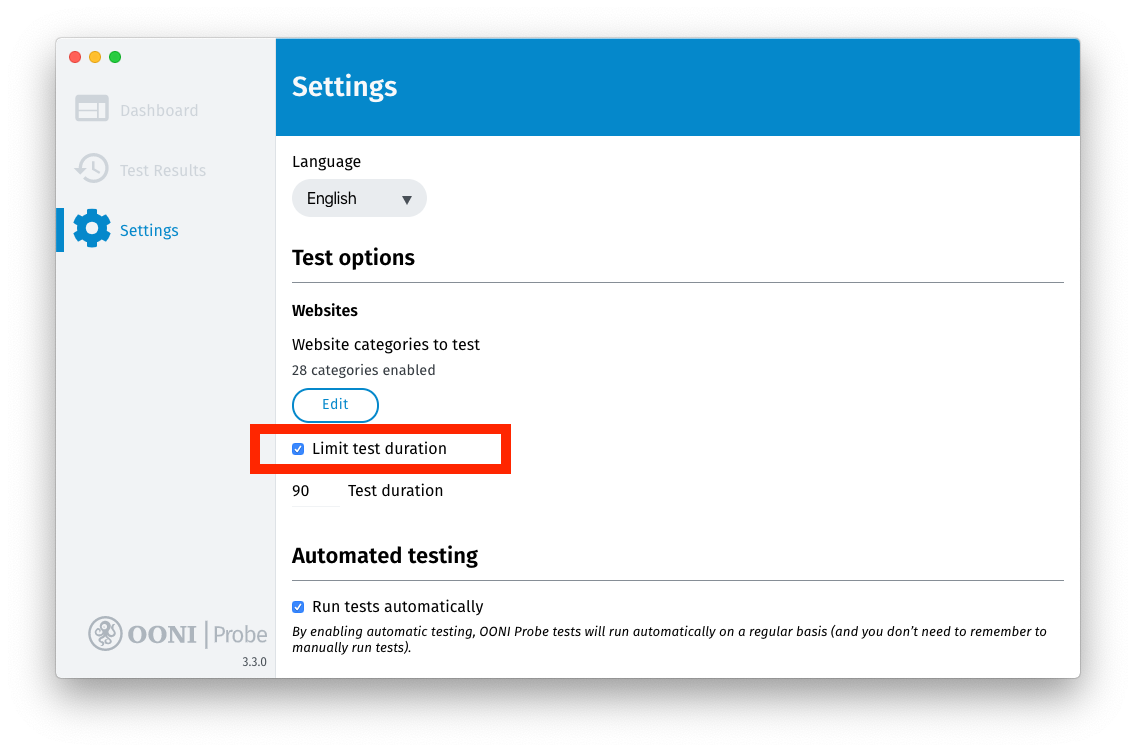 Settings
Dashboard
Test Results
Settings
Language
English
Test options
Websites
Website categories to test
28 categories enabled
Edit
Limit test duration
90 Test duration
Automated testing
Run tests automatically
By enabling automatic testing, OONI Probe tests will run automatically on a regular basis (and you don't need to remember to
manually run tests).
OONI Probe
3.3.0